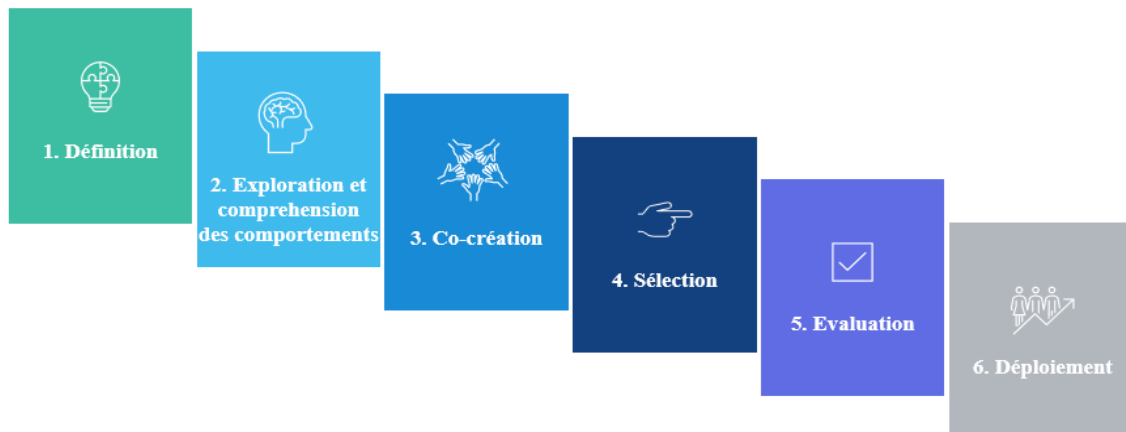 1. Définition
2. Exploration et
comprehension
des comportements
3. Co-création
4. Sélection
5. Evaluation
6. Déploiement